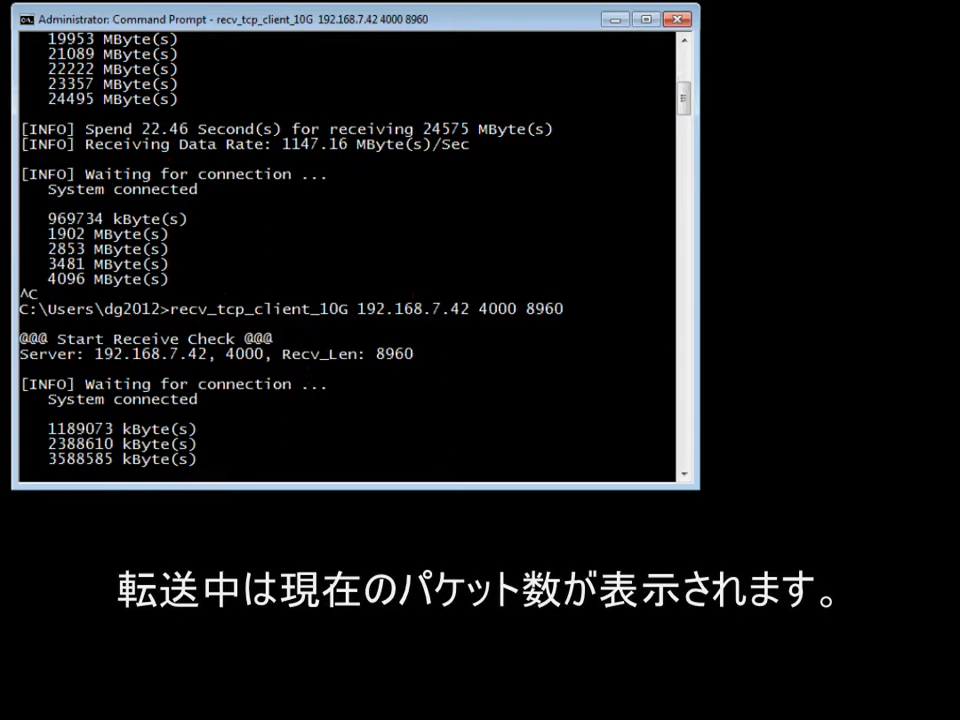 Administrator: Command Prompt - recv_tcp_client_10G 192.168.7.42 4000 8960
19953 MByte(s)
21089 MByte(s)
22222 MByte(s)
23357 MByte(s)
24495 MByte(s)
[INFO] Spend 22.46 Second(s) for receiving 24575 MByte(s)
[INFO] Receiving Data Rate: 1147.16 MByte(s)/Sec
[INFO] Waiting for connection ...
System connected
969734 kByte(s)
1902 MByte(s)
2853 MByte(s)
3481 MByte(s)
4096 MByte(s)
^C
C:\Users\dg2012>recv_tcp_client_10G 192.168.7.42 4000 8960
@@@ Start Receive Check @@@
Server: 192.168.7.42, 4000, Recv_Len: 8960
[INFO] Waiting for connection ...
System connected
1189073 kByte(s)
2388610 kByte(s)
3588585 kByte(s)
転送中は現在のパケット数が表示されます。